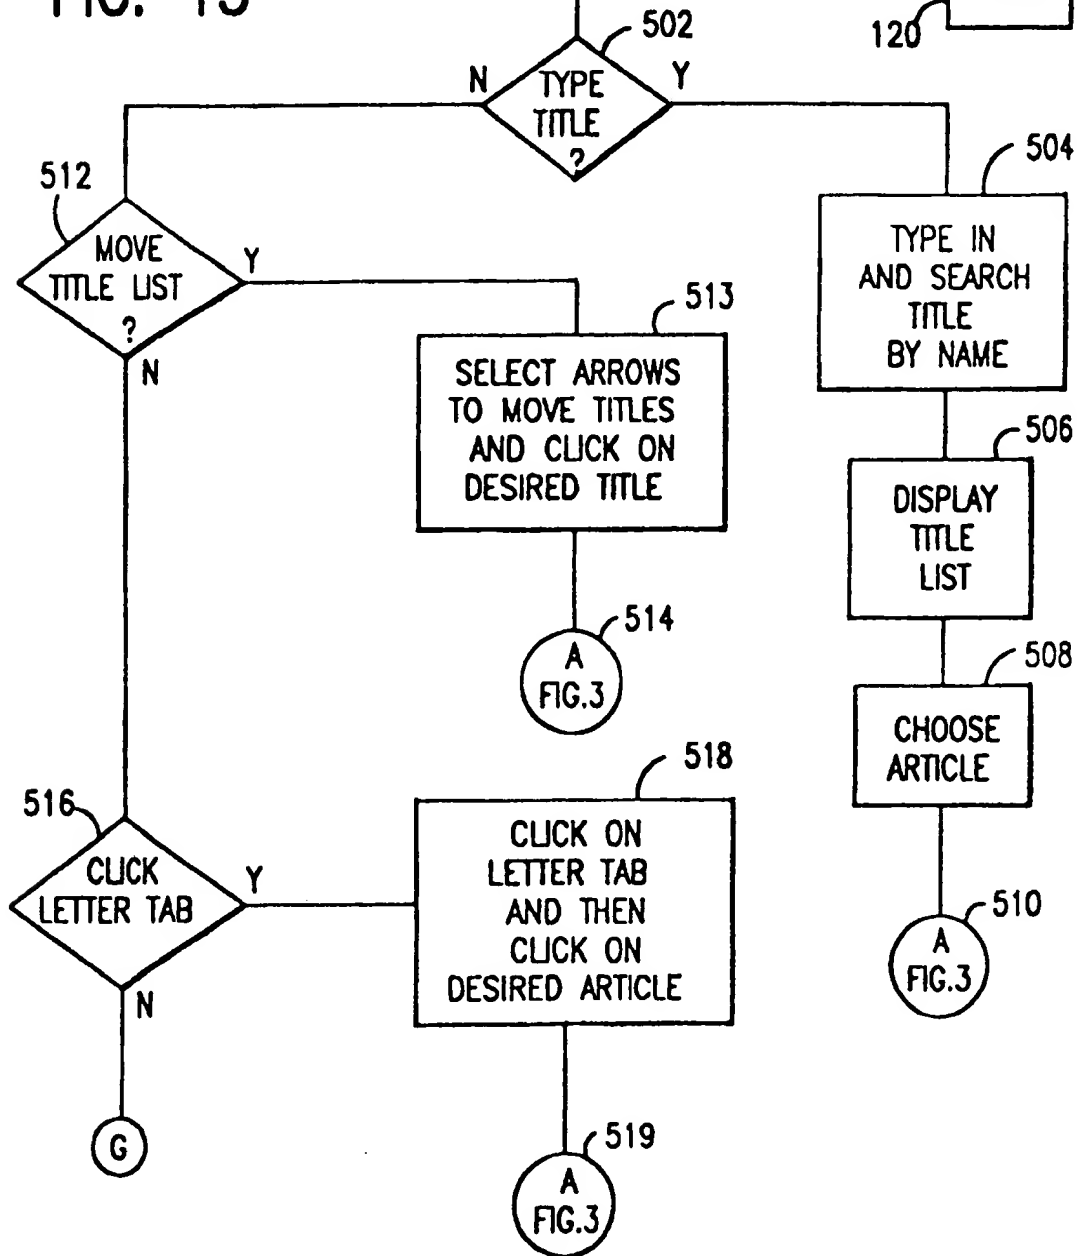 120
502
N
TYPE
TITLE
?
Y
504
TYPE IN
AND SEARCH
TITLE
BY NAME
512
MOVE
TITLE LIST
?
Y
N
513
SELECT ARROWS
TO MOVE TITLES
AND CLICK ON
DESIRED TITLE
506
DISPLAY
TITLE
LIST
514
A
FIG.3
508
CHOOSE
ARTICLE
516
CLICK
LETTER TAB
Y
N
518
CLICK ON
LETTER TAB
AND THEN
CLICK ON
DESIRED ARTICLE
510
A
FIG.3
G
519
A
FIG.3